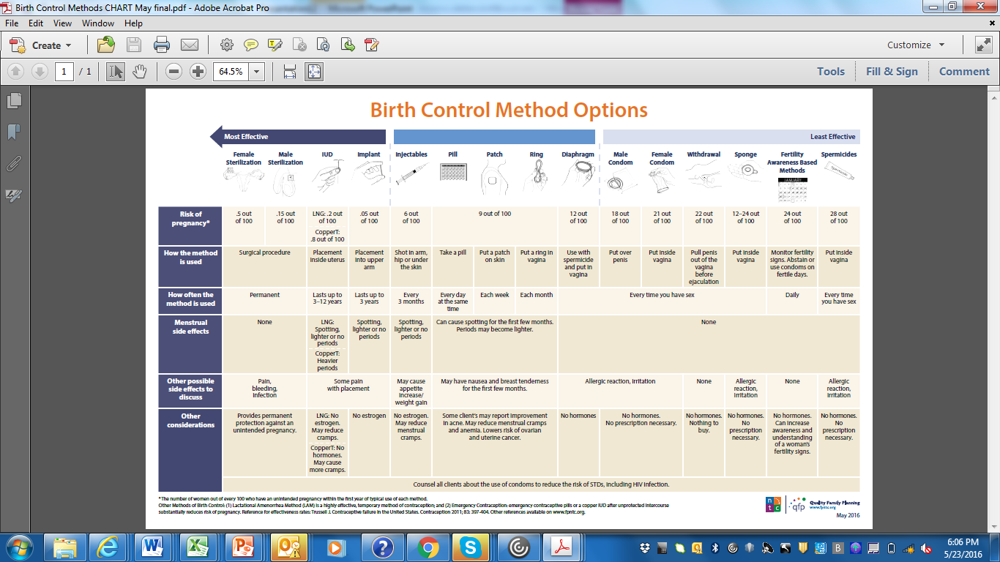 Birth Control Methods CHART May final.pdf - Adobe Acrobat Pro
File Edit View Window Help
Create
Customize
1 / 1
64.5%
Tools Fill & Sign Comment
Birth Control Method Options
Most Effective
Least Effective
Female
Sterilization
Male
Sterilization
IUD
Implant
Injectables
Pill
Patch
Ring
Diaphragm
Male
Condom
Female
Condom
Withdrawal
Sponge
Fertility
Awareness Based
Methods
Spermicides
JANUARY
Risk of
pregnancy*
.5 out
of 100
.15 out
of 100
LNG: .2 out
of 100
CopperT:
.8 out of 100
.05 out
of 100
6 out
of 100
9 out of 100
12 out
of 100
18 out
of 100
21 out
of 100
22 out
of 100
12–24 out
of 100
24 out
of 100
28 out
of 100
How the method
is used
Surgical procedure
Placement
inside uterus
Placement
into upper
arm
Shot in arm,
hip or under
the skin
Take a pill
Put a patch
on skin
Put a ring in
vagina
Use with
spermicide
and put in
vagina
Put over
penis
Put inside
vagina
Pull penis
out of the
vagina
before
ejaculation
Put inside
vagina
Monitor fertility
signs. Abstain or
use condoms on
fertile days.
Put inside
vagina
How often the
method is used
Permanent
Lasts up to
3–12 years
Lasts up to
3 years
Every
3 months
Every day
at the same
time
Each week
Each month
Every time you have sex
Daily
Every time
you have sex
Menstrual
side effects
None
LNG:
Spotting,
lighter or no
periods
CopperT:
Heavier
periods
Spotting,
lighter or no
periods
Spotting,
lighter or no
periods
Can cause spotting for the first few months.
Periods may become lighter.
None
Other possible
side effects to
discuss
Pain,
bleeding,
infection
Some pain
with placement
May cause
appetite
increase/
weight gain
May have nausea and breast tenderness
for the first few months.
Allergic reaction, irritation
None
Allergic
reaction,
irritation
None
Allergic
reaction,
irritation
Other
considerations
Provides permanent
protection against an
unintended pregnancy.
LNG: No
estrogen.
May reduce
cramps.
CopperT: No
hormones.
May cause
more cramps.
No estrogen
No estrogen.
May reduce
menstrual
cramps.
Some client's may report improvement
in acne. May reduce menstrual cramps
and anemia. Lowers risk of ovarian
and uterine cancer.
No hormones
No hormones.
No prescription necessary.
No hormones.
Nothing to
buy.
No hormones.
No
prescription
necessary.
No hormones.
Can increase
awareness and
understanding
of a woman's
fertility signs.
No hormones.
No
prescription
necessary.
Counsel all clients about the use of condoms to reduce the risk of STDs, including HIV infection.
*The number of women out of every 100 who have an unintended pregnancy within the first year of typical use of each method.
Other Methods of Birth Control: (1) Lactational Amenorrhea Method (LAM) is a highly effective, temporary method of contraception; and (2) Emergency Contraception: emergency contraceptive pills or a copper IUD after unprotected intercourse
substantially reduces risk of pregnancy. Reference for effectiveness rates: Trussell J. Contraceptive failure in the United States. Contraception 2011; 83: 397-404. Other references available on www.fpntc.org.
n t c
qfp
Quality Family Planning
www.fpntc.org
May 2016
6:06 PM
5/23/2016